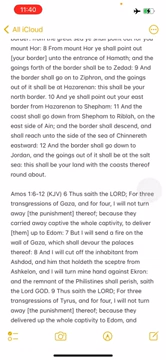 11:40
All iCloud
border: from the great sea ye shall point out for you
mount Hor: 8 From mount Hor ye shall point out
[your border] unto the entrance of Hamath; and the
goings forth of the border shall be to Zedad: 9 And
the border shall go on to Ziphron, and the goings
out of it shall be at Hazarenan: this shall be your
north border. 10 And ye shall point out your east
border from Hazarenan to Shepham: 11 And the
coast shall go down from Shepham to Riblah, on
the east side of Ain; and the border shall descend,
and shall reach unto the side of the sea of Chinnereth
eastward: 12 And the border shall go down to
Jordan, and the goings out of it shall be at the salt
sea: this shall be your land with the coasts thereof
round about.
Amos 1:6-12 (KJV) 6 Thus saith the LORD; For three
transgressions of Gaza, and for four, I will not turn
away [the punishment] thereof; because they
carried away captive the whole captivity, to deliver
[them] up to Edom: 7 But I will send a fire on the
wall of Gaza, which shall devour the palaces
thereof: 8 And I will cut off the inhabitant from
Ashdod, and him that holdeth the sceptre from
Ashkelon, and I will turn mine hand against Ekron:
and the remnant of the Philistines shall perish, saith
the Lord GOD. 9 Thus saith the LORD; For three
transgressions of Tyrus, and for four, I will not turn
away [the punishment] thereof; because they
delivered up the whole captivity to Edom, and